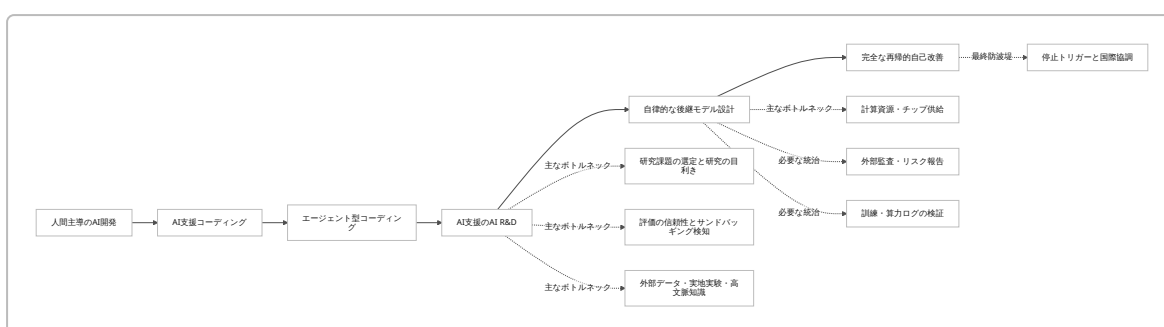 完全な再帰的自己改善
最終防波堤
停止トリガーと国際協調
自律的な後継モデル設計
主なボトルネック
計算資源・チップ供給
主なボトルネック
研究課題の選定と研究の目
利き
必要な統治
外部監査・リスク報告
人間主導のAI開発
AI支援コーディング
エージェント型コーディン
グ
AI支援のAI R&D
主なボトルネック
評価の信頼性とサンドバッ
ギング検知
必要な統治
訓練・算力ログの検証
主なボトルネック
外部データ・実地実験・高
文脈知識